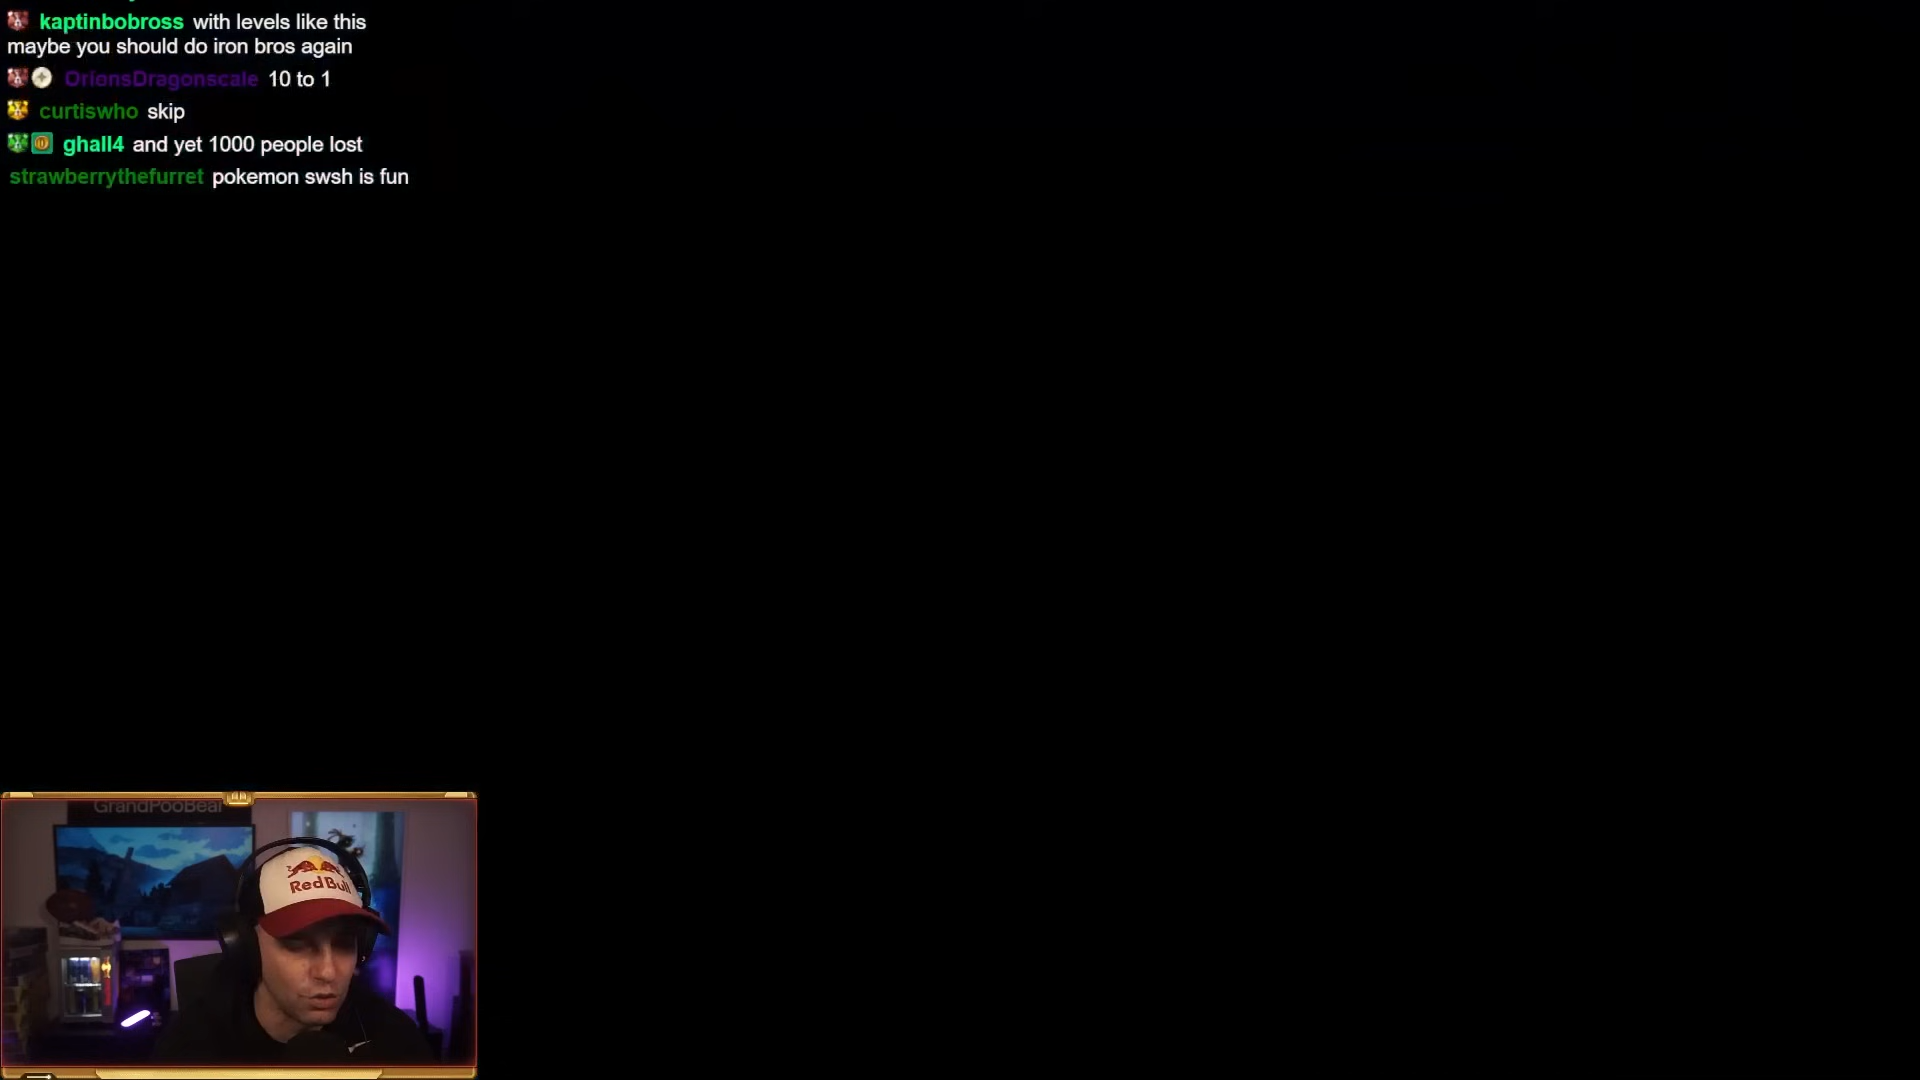 kaptinbobross with levels like this
maybe you should do iron bros again
OrionsDragonscale 10 to 1
curtiswho skip
ghall4 and yet 1000 people lost
strawberrythefurret pokemon swsh is fun
GrandPooBear
Red Bull